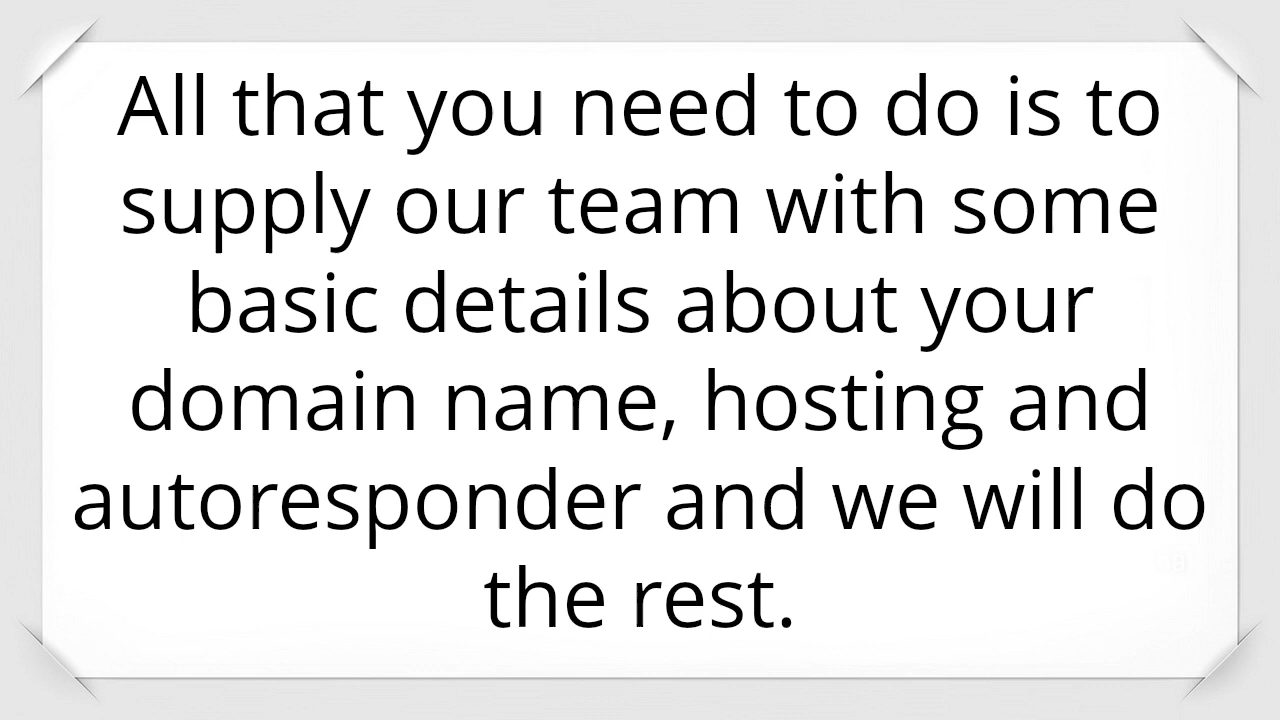 All that you need to do is to
supply our team with some
basic details about your
domain name, hosting and
autoresponder and we will do
the rest.